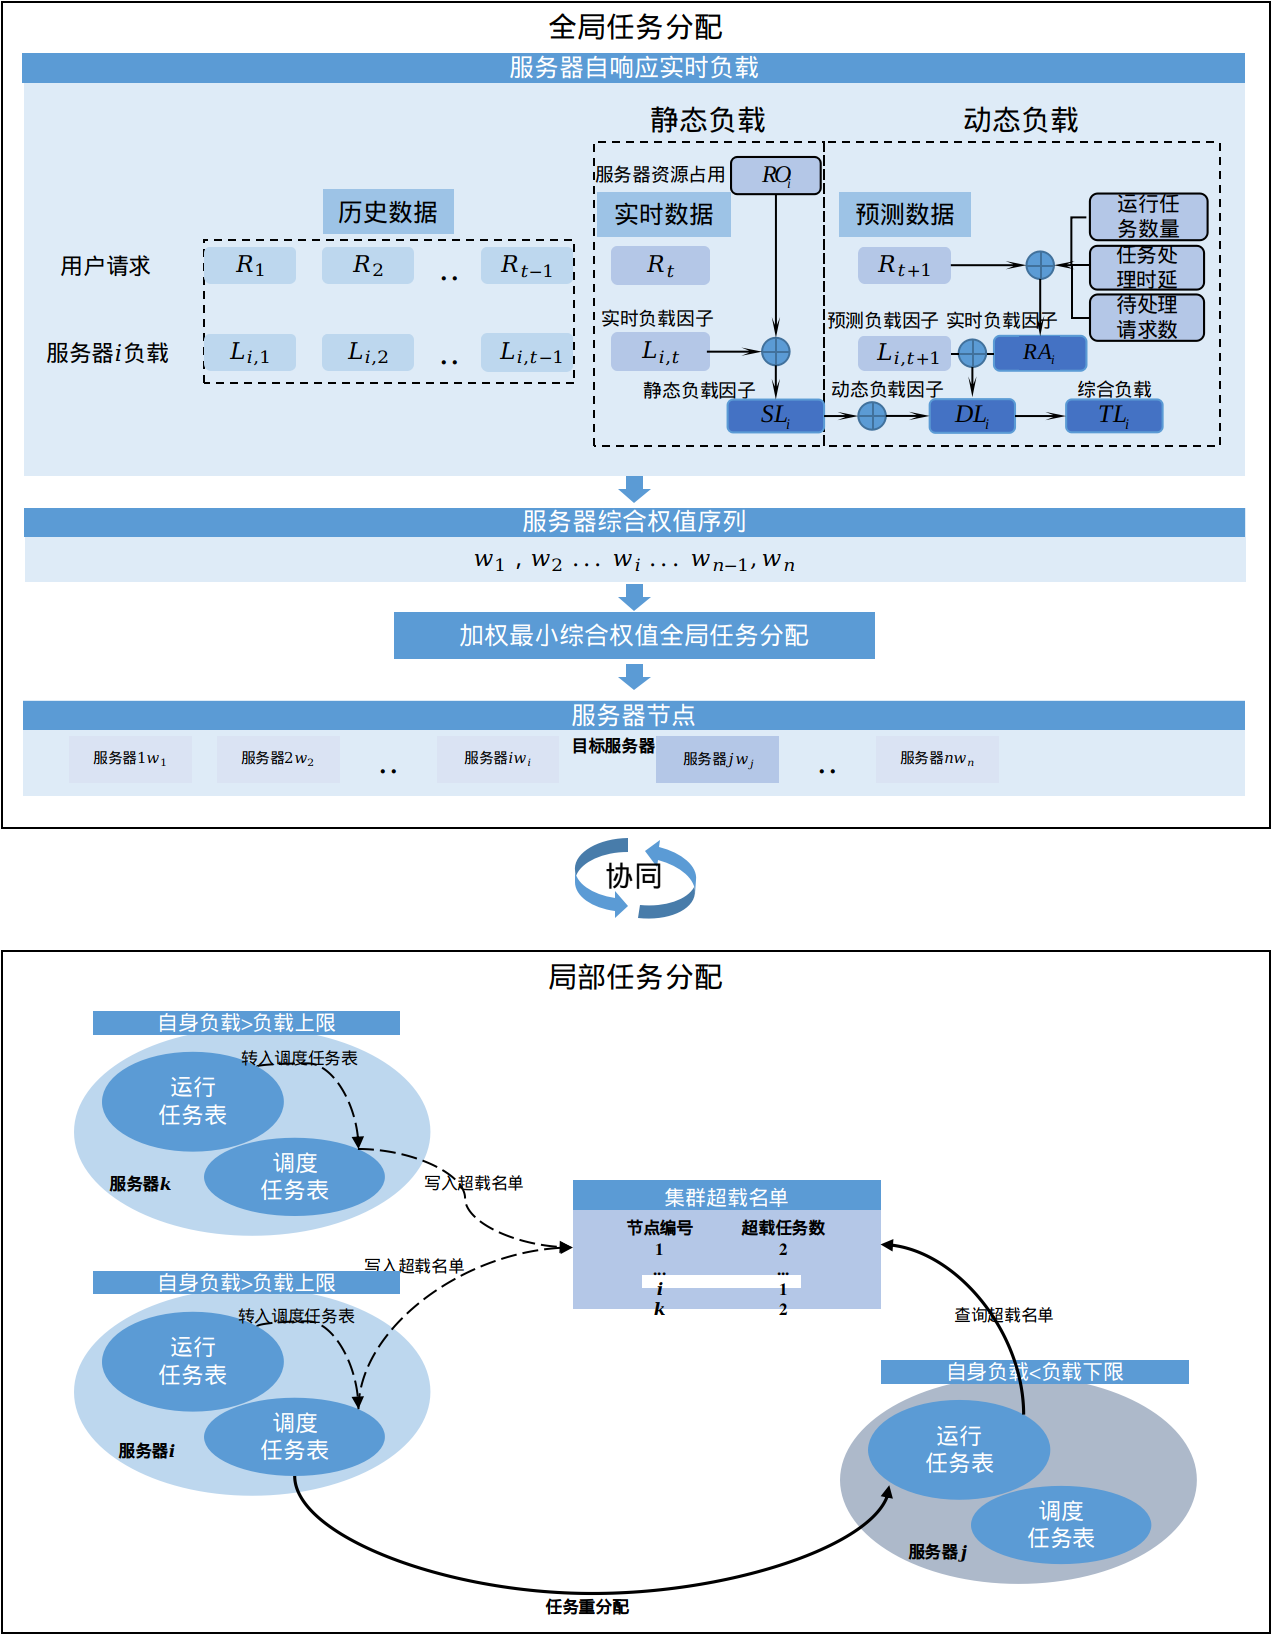 全局任务分配
服务器自响应实时负载
静态负载
动态负载
服务器资源占用
ROi
历史数据
实时数据
预测数据
运行任
务数量
用户请求
R1
R2
..
Rt−1
Rt
Rt+1
任务处
理时延
待处理
请求数
实时负载因子
预测负载因子
实时负载因子
服务器i负载
Li,1
Li,2
..
Li,t−1
Li,t
Li,t+1
RAi
静态负载因子
动态负载因子
综合负载
SLi
DLi
TLi
服务器综合权值序列
w1 , w2 ... wi ... wn−1, wn
加权最小综合权值全局任务分配
服务器节点
服务器1w1
服务器2w2
..
服务器iwi
目标服务器
服务器jwj
..
服务器nwn
协同
局部任务分配
自身负载>负载上限
转入调度任务表
运行
任务表
调度
任务表
服务器k
写入超载名单
集群超载名单
节点编号 超载任务数
1 2
... ...
i 1
k 2
写入超载名单
自身负载>负载上限
转入调度任务表
运行
任务表
调度
任务表
服务器i
查询超载名单
自身负载<负载下限
运行
任务表
调度
任务表
服务器j
任务重分配